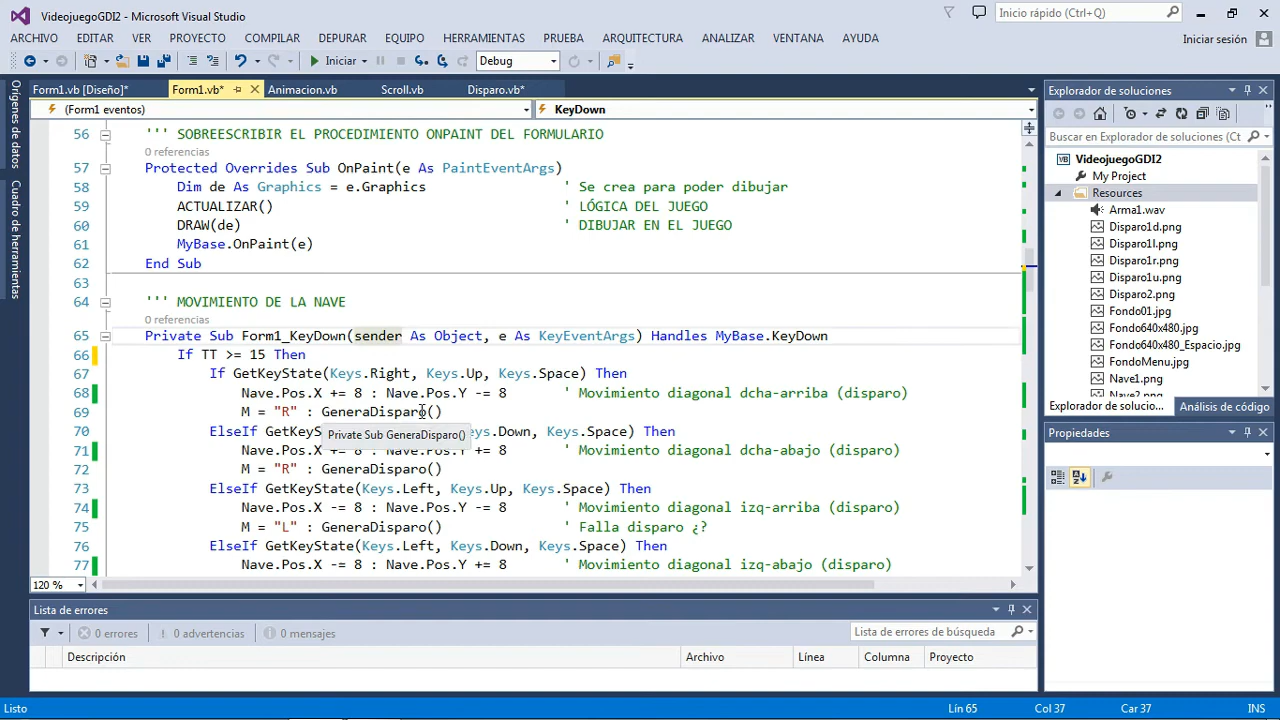 VideojuegoGDI2 - Microsoft Visual Studio
Inicio rápido (Ctrl+Q)
ARCHIVO EDITAR VER PROYECTO COMPILAR DEPURAR EQUIPO HERRAMIENTAS PRUEBA ARQUITECTURA ANALIZAR VENTANA AYUDA
Iniciar sesión
Iniciar Debug
Orígenes de datos
Cuadro de herramientas
Form1.vb [Diseño]* Form1.vb* Animacion.vb Scroll.vb Disparo.vb*
(Form1 eventos) KeyDown
56 ''' SOBREESCRIBIR EL PROCEDIMIENTO ONPAINT DEL FORMULARIO
0 referencias
57 Protected Overrides Sub OnPaint(e As PaintEventArgs)
58 Dim de As Graphics = e.Graphics ' Se crea para poder dibujar
59 ACTUALIZAR() ' LÓGICA DEL JUEGO
60 DRAW(de) ' DIBUJAR EN EL JUEGO
61 MyBase.OnPaint(e)
62 End Sub
63
64 ''' MOVIMIENTO DE LA NAVE
0 referencias
65 Private Sub Form1_KeyDown(sender As Object, e As KeyEventArgs) Handles MyBase.KeyDown
66 If TT >= 15 Then
67 If GetKeyState(Keys.Right, Keys.Up, Keys.Space) Then
68 Nave.Pos.X += 8 : Nave.Pos.Y -= 8 ' Movimiento diagonal dcha-arriba (disparo)
69 M = "R" : GeneraDisparo()
70 ElseIf GetKeyS Keys.Down, Keys.Space) Then
Private Sub GeneraDisparo()
71 Nave.Pos.X += 8 : Nave.Pos.Y += 8 ' Movimiento diagonal dcha-abajo (disparo)
72 M = "R" : GeneraDisparo()
73 ElseIf GetKeyState(Keys.Left, Keys.Up, Keys.Space) Then
74 Nave.Pos.X -= 8 : Nave.Pos.Y -= 8 ' Movimiento diagonal izq-arriba (disparo)
75 M = "L" : GeneraDisparo() ' Falla disparo ¿?
76 ElseIf GetKeyState(Keys.Left, Keys.Down, Keys.Space) Then
77 Nave.Pos.X -= 8 : Nave.Pos.Y += 8 ' Movimiento diagonal izq-abajo (disparo)
120 %
Lista de errores
0 errores 0 advertencias 0 mensajes
Lista de errores de búsqueda
Descripción Archivo Línea Columna Proyecto
Explorador de soluciones
Buscar en Explorador de soluciones (Ct
VideojuegoGDI2
My Project
Resources
Arma1.wav
Disparo1d.png
Disparo1l.png
Disparo1r.png
Disparo1u.png
Disparo2.png
Fondo01.jpg
Fondo640x480.jpg
Fondo640x480_Espacio.jpg
FondoMenu.jpg
Nave1.png
Nave2.png
Explorador de solucio... Análisis de código
Propiedades
Listo Lín 65 Col 37 Car 37 INS